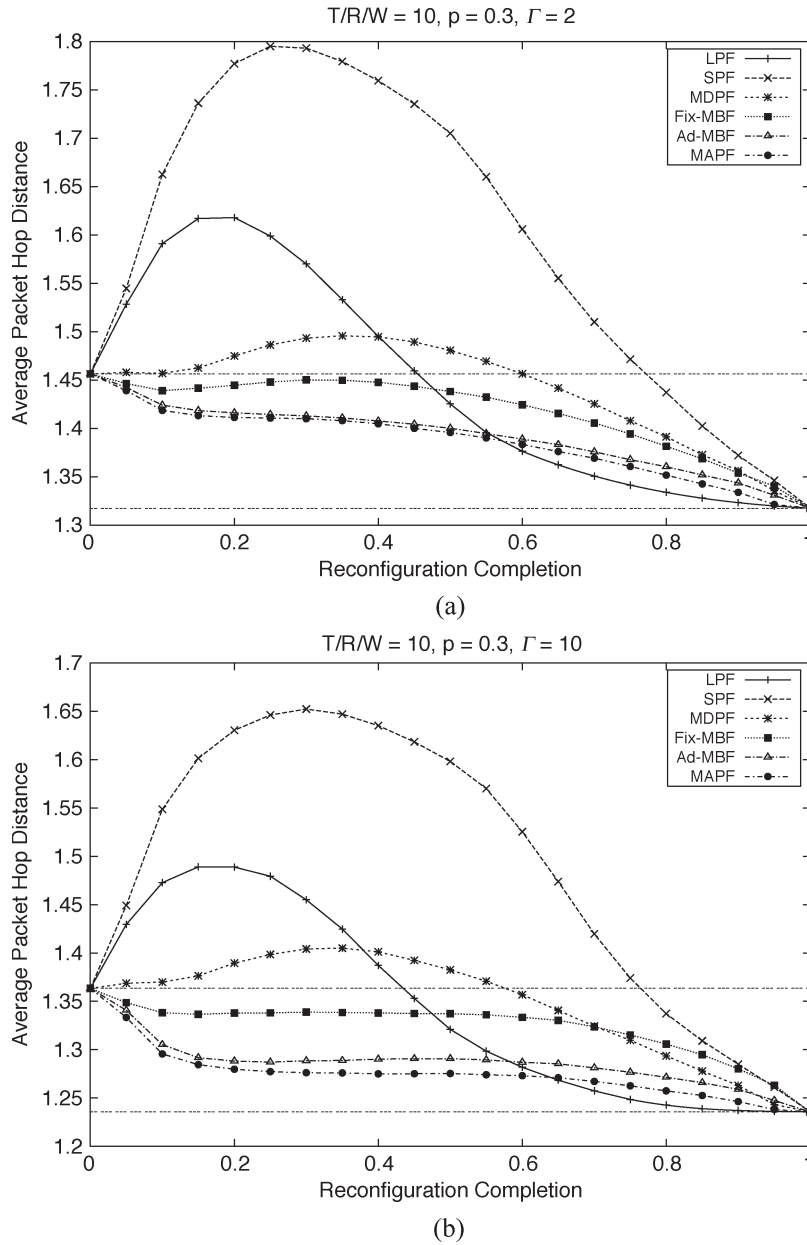 T/R/W = 10, p = 0.3, Γ = 2
1.8
1.75
1.7
1.65
1.6
1.55
1.5
1.45
1.4
1.35
1.3
Average Packet Hop Distance
LPF
SPF
MDPF
Fix-MBF
Ad-MBF
MAPF
0
0.2
0.4
0.6
0.8
1
Reconfiguration Completion
(a)
T/R/W = 10, p = 0.3, Γ = 10
1.7
1.65
1.6
1.55
1.5
1.45
1.4
1.35
1.3
1.25
1.2
Average Packet Hop Distance
LPF
SPF
MDPF
Fix-MBF
Ad-MBF
MAPF
0
0.2
0.4
0.6
0.8
1
Reconfiguration Completion
(b)